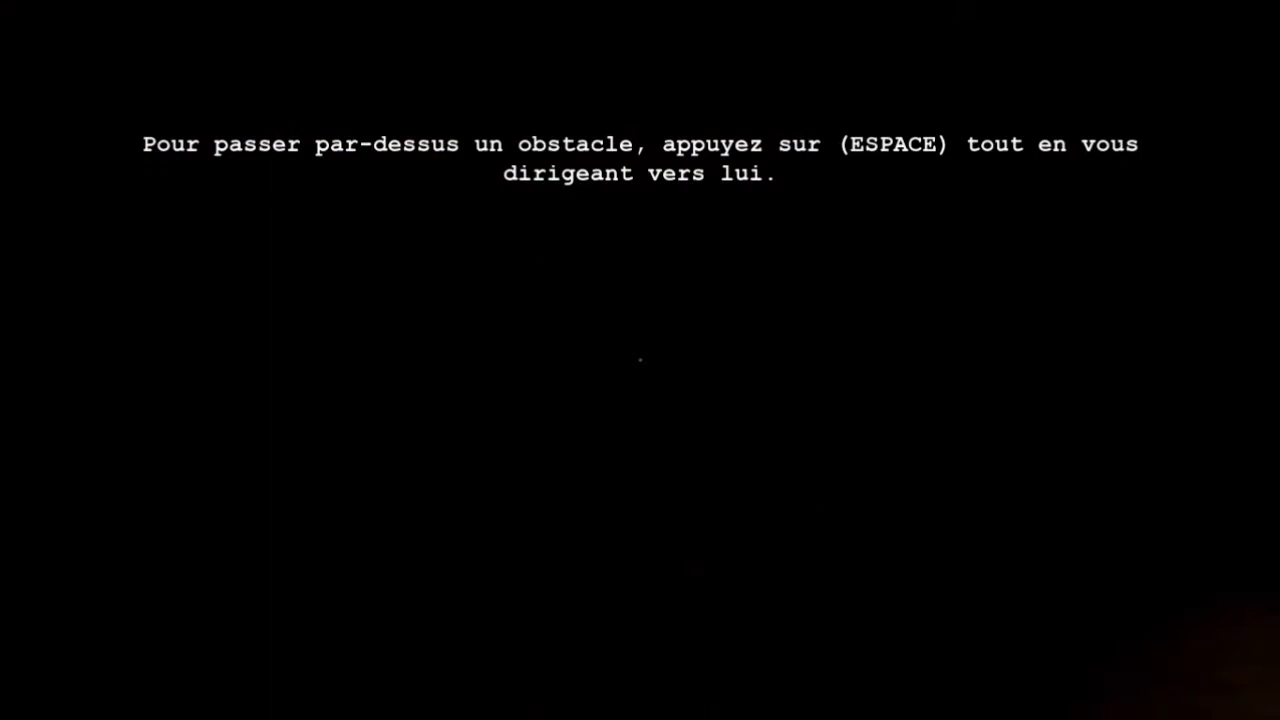 Pour passer par-dessus un obstacle, appuyez sur (ESPACE) tout en vous
dirigeant vers lui.